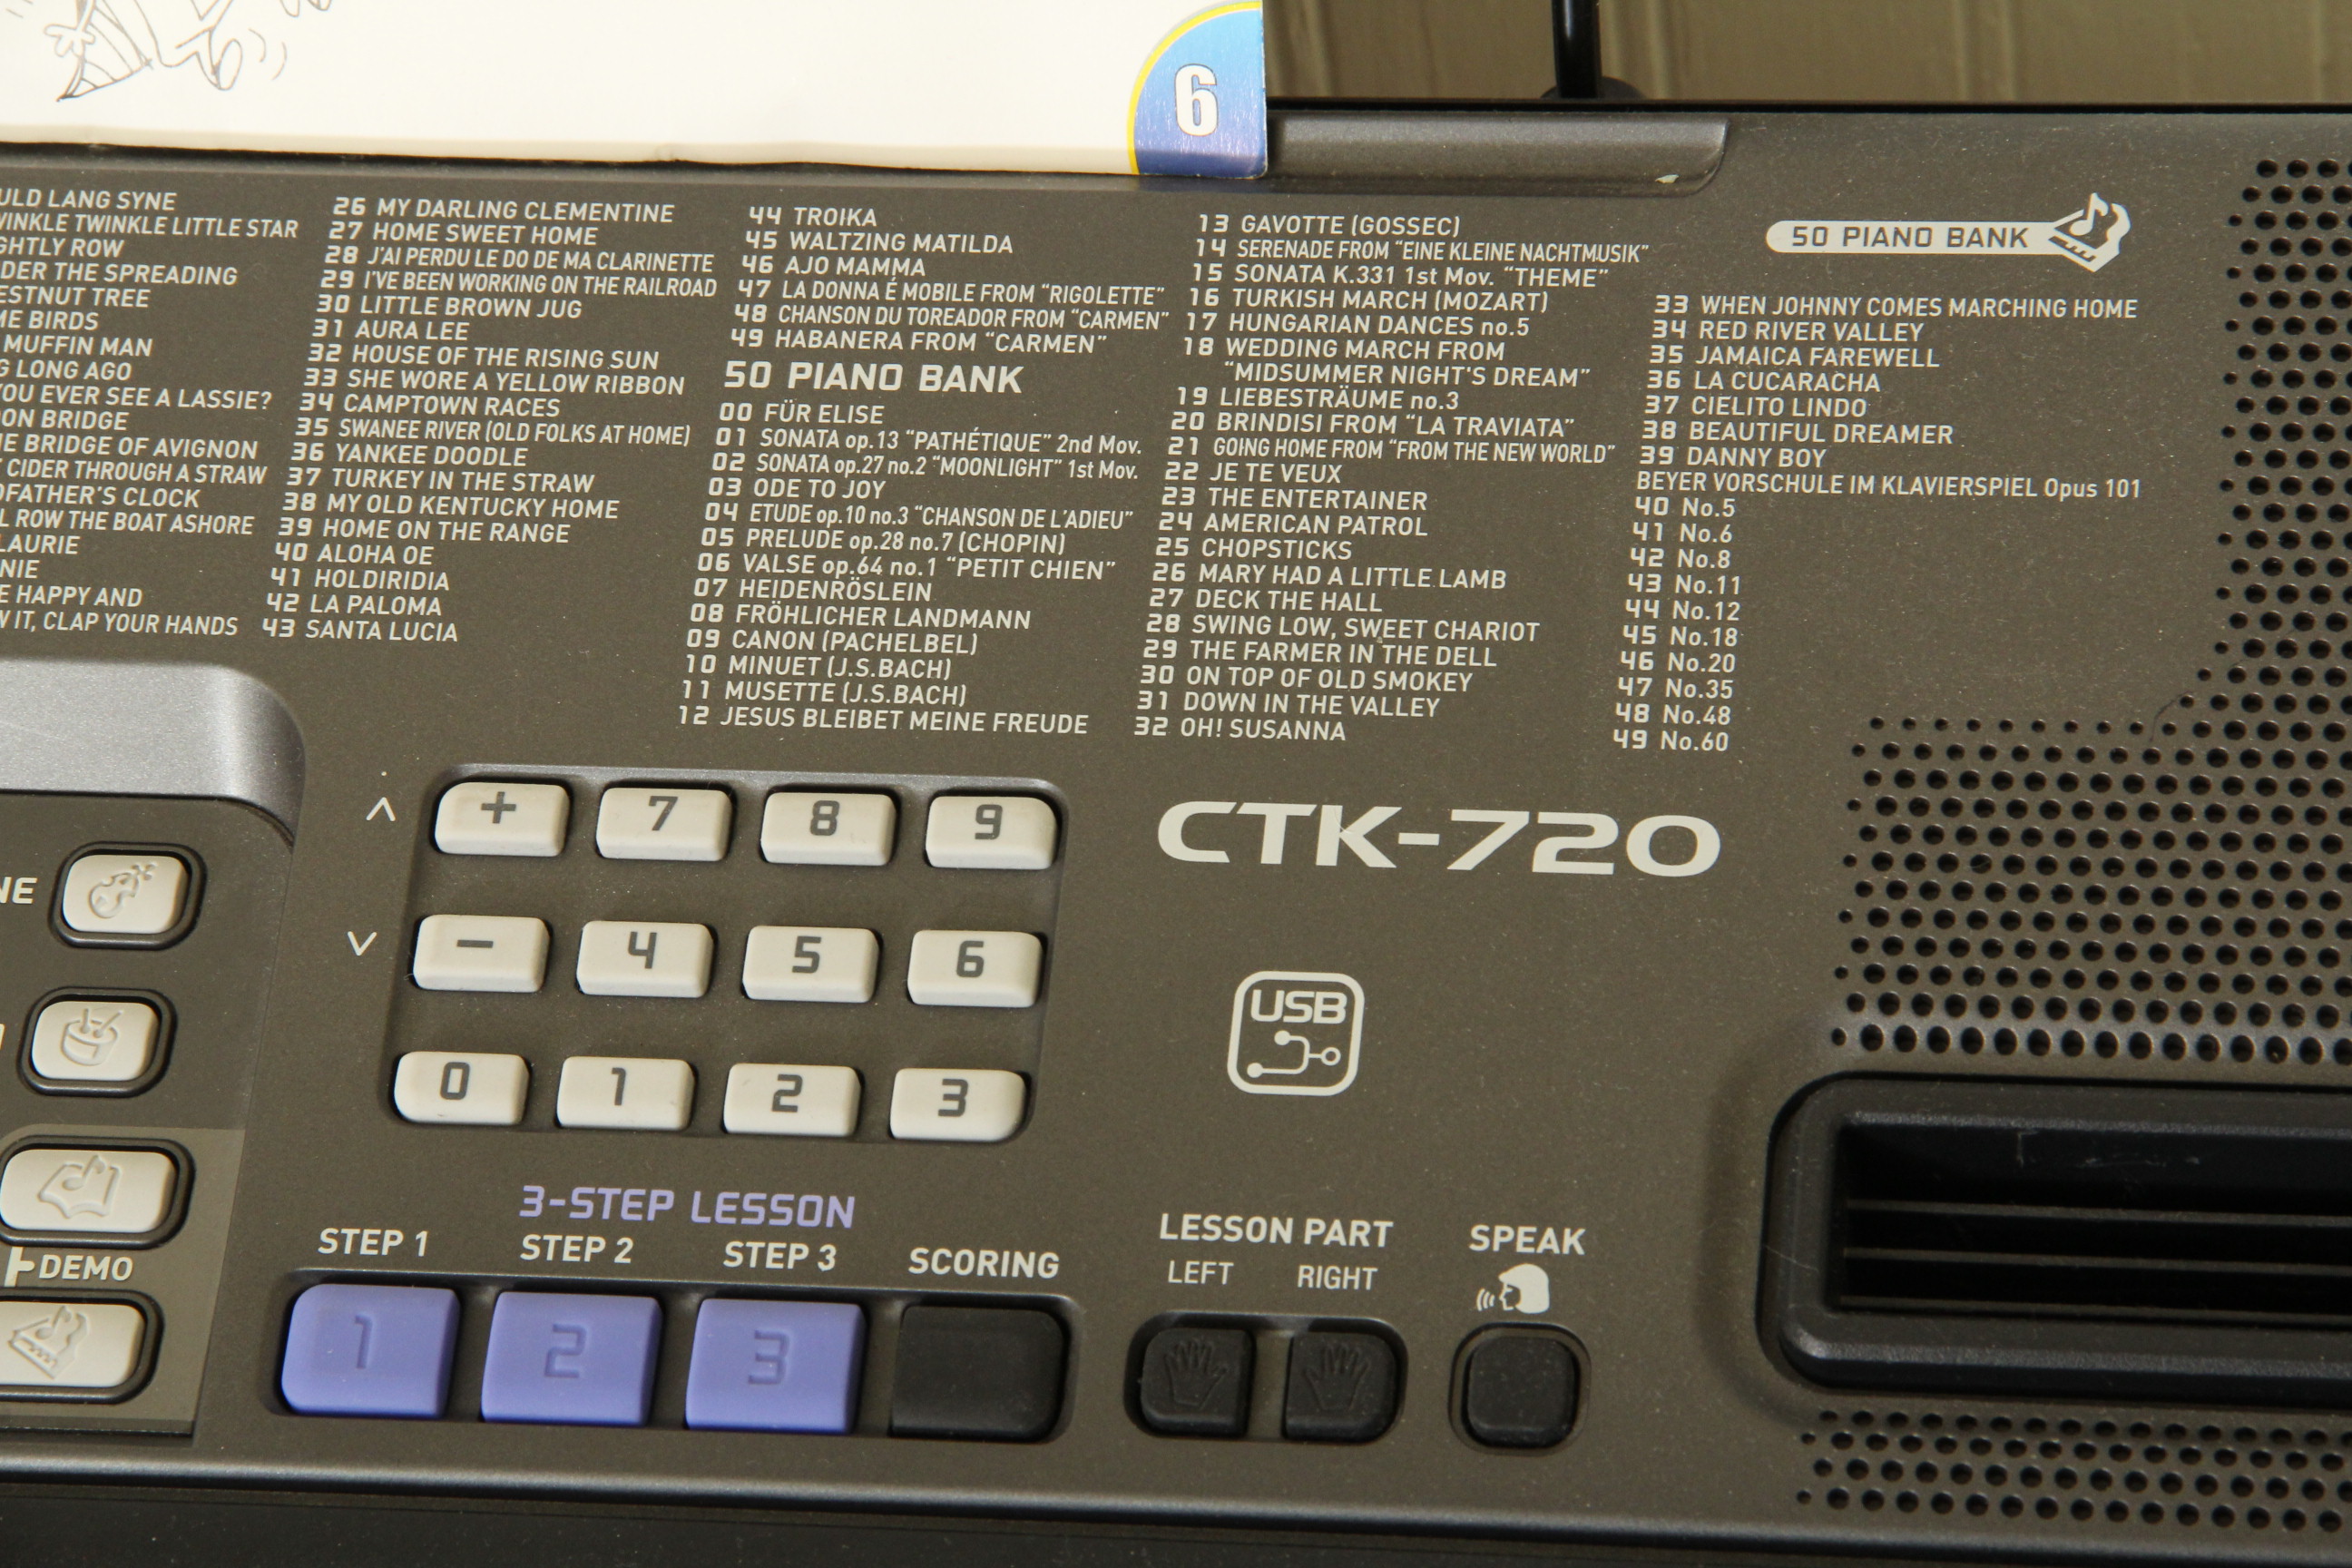 6
LANG SYNE
TWINKLE LITTLE STAR
ROW
THE SPREADING
TREE
BIRDS
MUFFIN MAN
LONG AGO
YOU EVER SEE A LASSIE?
BRIDGE
BRIDGE OF AVIGNON
CIDER THROUGH A STRAW
CLOCK
ROW THE BOAT ASHORE
LAURIE
HAPPY AND
IT, CLAP YOUR HANDS
26 MY DARLING CLEMENTINE
27 HOME SWEET HOME
28 J'AI PERDU LE DO DE MA CLARINETTE
29 I'VE BEEN WORKING ON THE RAILROAD
30 LITTLE BROWN JUG
31 AURA LEE
32 HOUSE OF THE RISING SUN
33 SHE WORE A YELLOW RIBBON
34 CAMPTOWN RACES
35 SWANEE RIVER (OLD FOLKS AT HOME)
36 YANKEE DOODLE
37 TURKEY IN THE STRAW
38 MY OLD KENTUCKY HOME
39 HOME ON THE RANGE
40 ALOHA OE
41 HOLDIRIDIA
42 LA PALOMA
43 SANTA LUCIA
44 TROIKA
45 WALTZING MATILDA
46 AJO MAMMA
47 LA DONNA É MOBILE FROM "RIGOLETTE"
48 CHANSON DU TOREADOR FROM "CARMEN"
49 HABANERA FROM "CARMEN"
50 PIANO BANK
00 FÜR ELISE
01 SONATA op.13 "PATHÉTIQUE" 2nd Mov.
02 SONATA op.27 no.2 "MOONLIGHT" 1st Mov.
03 ODE TO JOY
04 ETUDE op.10 no.3 "CHANSON DE L'ADIEU"
05 PRELUDE op.28 no.7 (CHOPIN)
06 VALSE op.64 no.1 "PETIT CHIEN"
07 HEIDENRÖSLEIN
08 FRÖHLICHER LANDMANN
09 CANON (PACHELBEL)
10 MINUET (J.S.BACH)
11 MUSETTE (J.S.BACH)
12 JESUS BLEIBET MEINE FREUDE
13 GAVOTTE (GOSSEC)
14 SERENADE FROM "EINE KLEINE NACHTMUSIK"
15 SONATA K.331 1st Mov. "THEME"
16 TURKISH MARCH (MOZART)
17 HUNGARIAN DANCES no.5
18 WEDDING MARCH FROM
"MIDSUMMER NIGHT'S DREAM"
19 LIEBESTRÄUME no.3
20 BRINDISI FROM "LA TRAVIATA"
21 GOING HOME FROM "FROM THE NEW WORLD"
22 JE TE VEUX
23 THE ENTERTAINER
24 AMERICAN PATROL
25 CHOPSTICKS
26 MARY HAD A LITTLE LAMB
27 DECK THE HALL
28 SWING LOW, SWEET CHARIOT
29 THE FARMER IN THE DELL
30 ON TOP OF OLD SMOKEY
31 DOWN IN THE VALLEY
32 OH! SUSANNA
50 PIANO BANK
33 WHEN JOHNNY COMES MARCHING HOME
34 RED RIVER VALLEY
35 JAMAICA FAREWELL
36 LA CUCARACHA
37 CIELITO LINDO
38 BEAUTIFUL DREAMER
39 DANNY BOY
BEYER VORSCHULE IM KLAVIERSPIEL Opus 101
40 No.5
41 No.6
42 No.8
43 No.11
44 No.12
45 No.18
46 No.20
47 No.35
48 No.48
49 No.60
+ 7 8 9
- 4 5 6
0 1 2 3
CTK-720
USB
DEMO
3-STEP LESSON
STEP 1 STEP 2 STEP 3 SCORING
1 2 3
LESSON PART
LEFT RIGHT
SPEAK